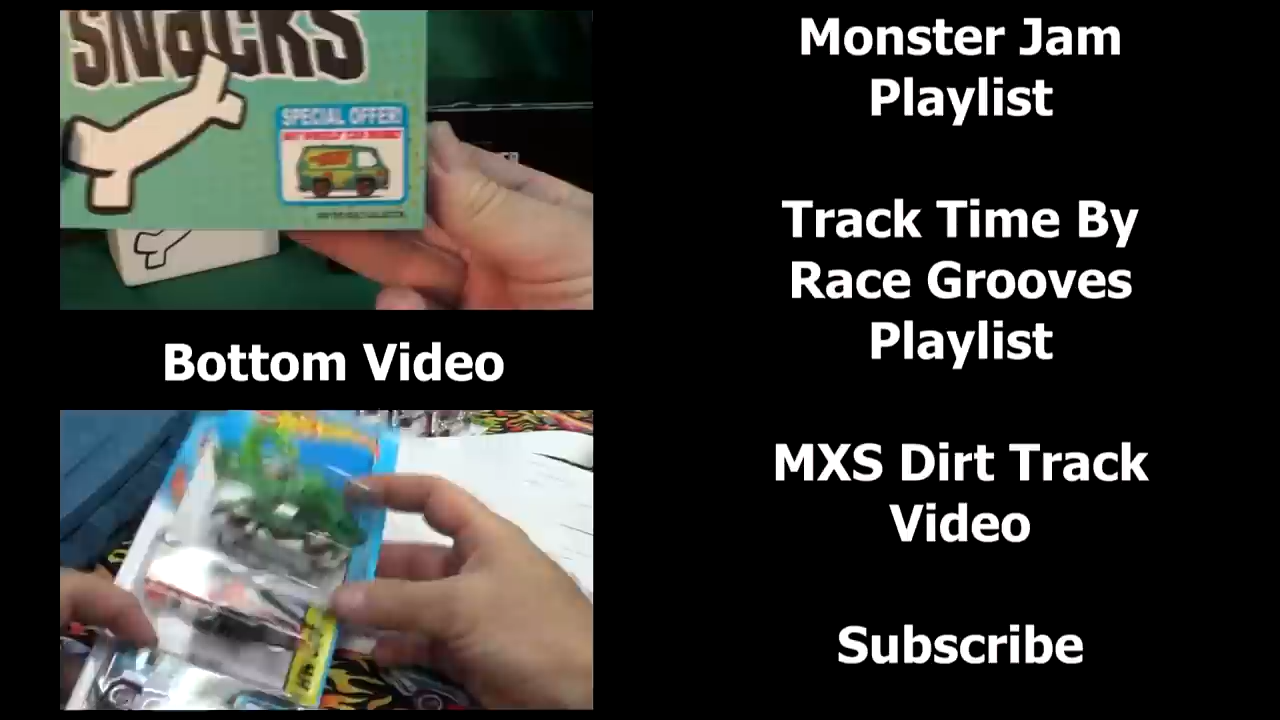 SNACKS
SPECIAL OFFER!
Bottom Video
Monster Jam
Playlist
Track Time By
Race Grooves
Playlist
MXS Dirt Track
Video
Subscribe